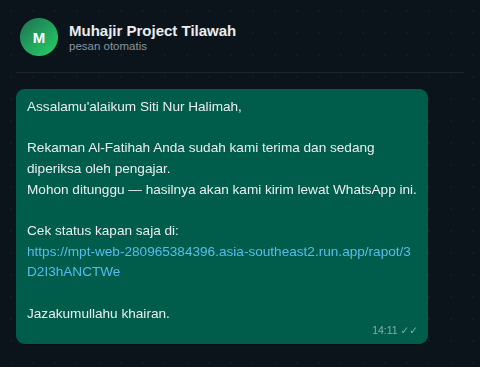 M
Muhajir Project Tilawah
pesan otomatis
Assalamu'alaikum Siti Nur Halimah,
Rekaman Al-Fatihah Anda sudah kami terima dan sedang
diperiksa oleh pengajar.
Mohon ditunggu — hasilnya akan kami kirim lewat WhatsApp ini.
Cek status kapan saja di:
https://mpt-web-280965384396.asia-southeast2.run.app/rapot/3
D2I3hANCTWe
Jazakumullahu khairan.
14:11 ✓✓